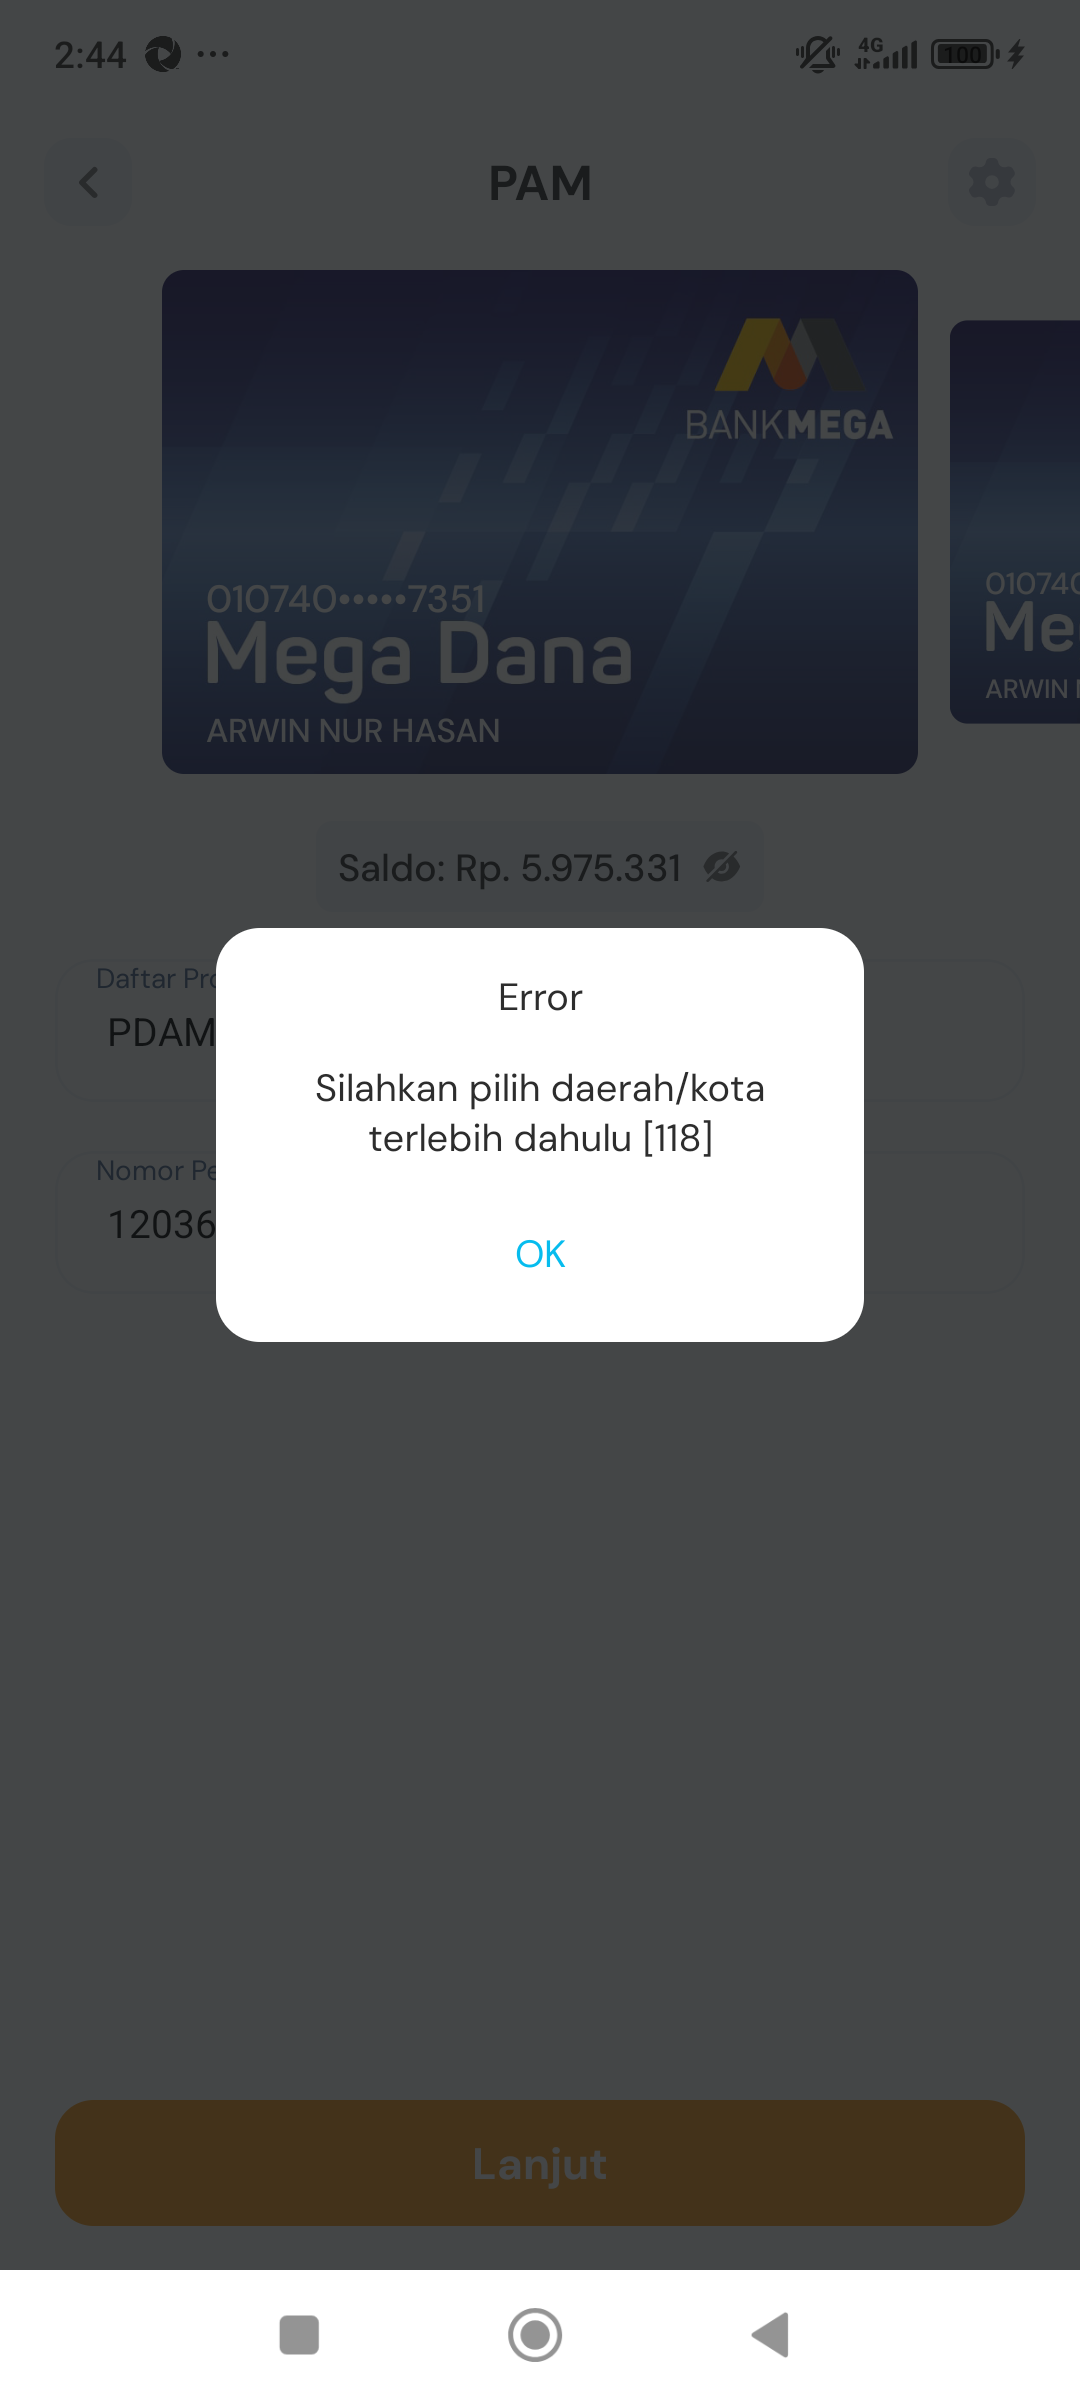 2:44
4G
100
PAM
BANKMEGA
010740•••••7351
Mega Dana
ARWIN NUR HASAN
010740
Me
ARWIN
Saldo: Rp. 5.975.331
Daftar Pro
PDAM
Nomor Pe
12036
Error
Silahkan pilih daerah/kota
terlebih dahulu [118]
OK
Lanjut